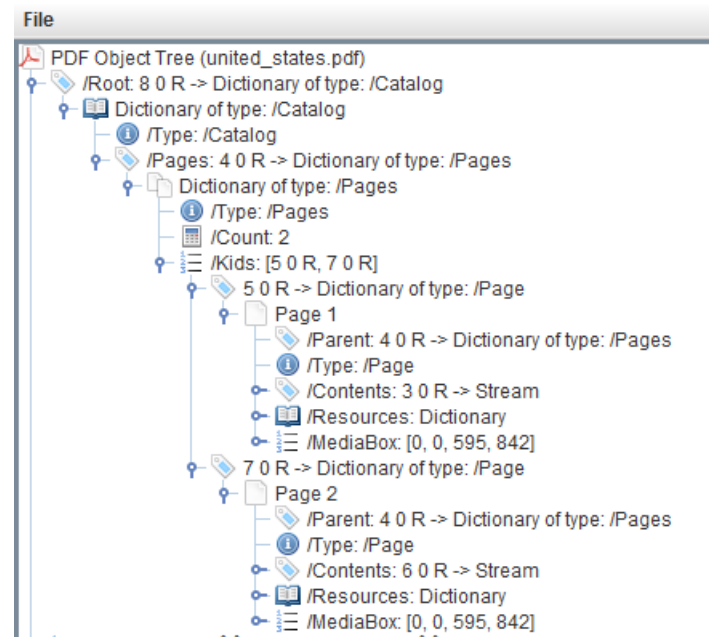 File
PDF Object Tree (united_states.pdf)
/Root: 8 0 R -> Dictionary of type: /Catalog
Dictionary of type: /Catalog
/Type: /Catalog
/Pages: 4 0 R -> Dictionary of type: /Pages
Dictionary of type: /Pages
/Type: /Pages
/Count: 2
/Kids: [5 0 R, 7 0 R]
5 0 R -> Dictionary of type: /Page
Page 1
/Parent: 4 0 R -> Dictionary of type: /Pages
/Type: /Page
/Contents: 3 0 R -> Stream
/Resources: Dictionary
/MediaBox: [0, 0, 595, 842]
7 0 R -> Dictionary of type: /Page
Page 2
/Parent: 4 0 R -> Dictionary of type: /Pages
/Type: /Page
/Contents: 6 0 R -> Stream
/Resources: Dictionary
/MediaBox: [0, 0, 595, 842]